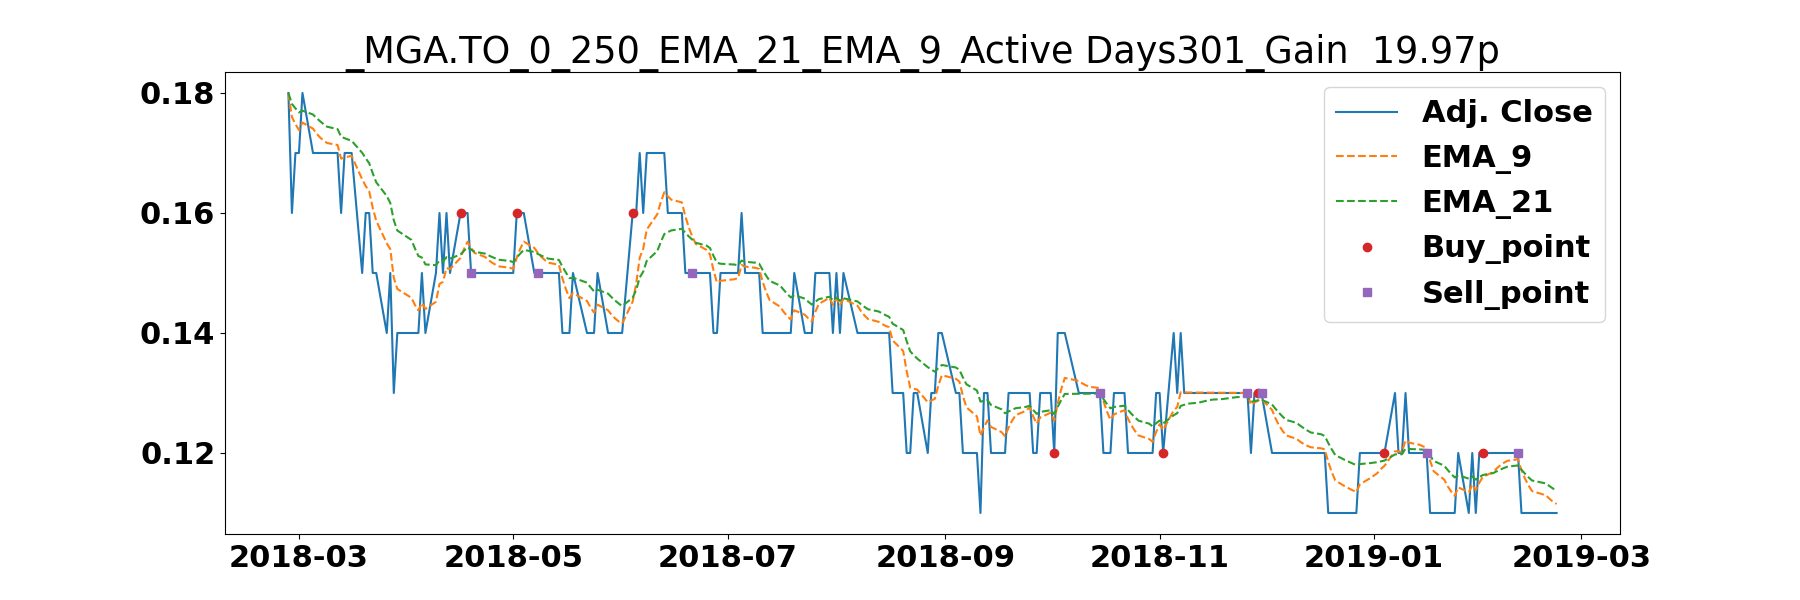 _MGA.TO_0_250_EMA_21_EMA_9_Active Days301_Gain  19.97p
0.18
0.16
0.14
0.12
Adj. Close
EMA_9
EMA_21
Buy_point
Sell_point
2018-03 2018-05 2018-07 2018-09 2018-11 2019-01 2019-03